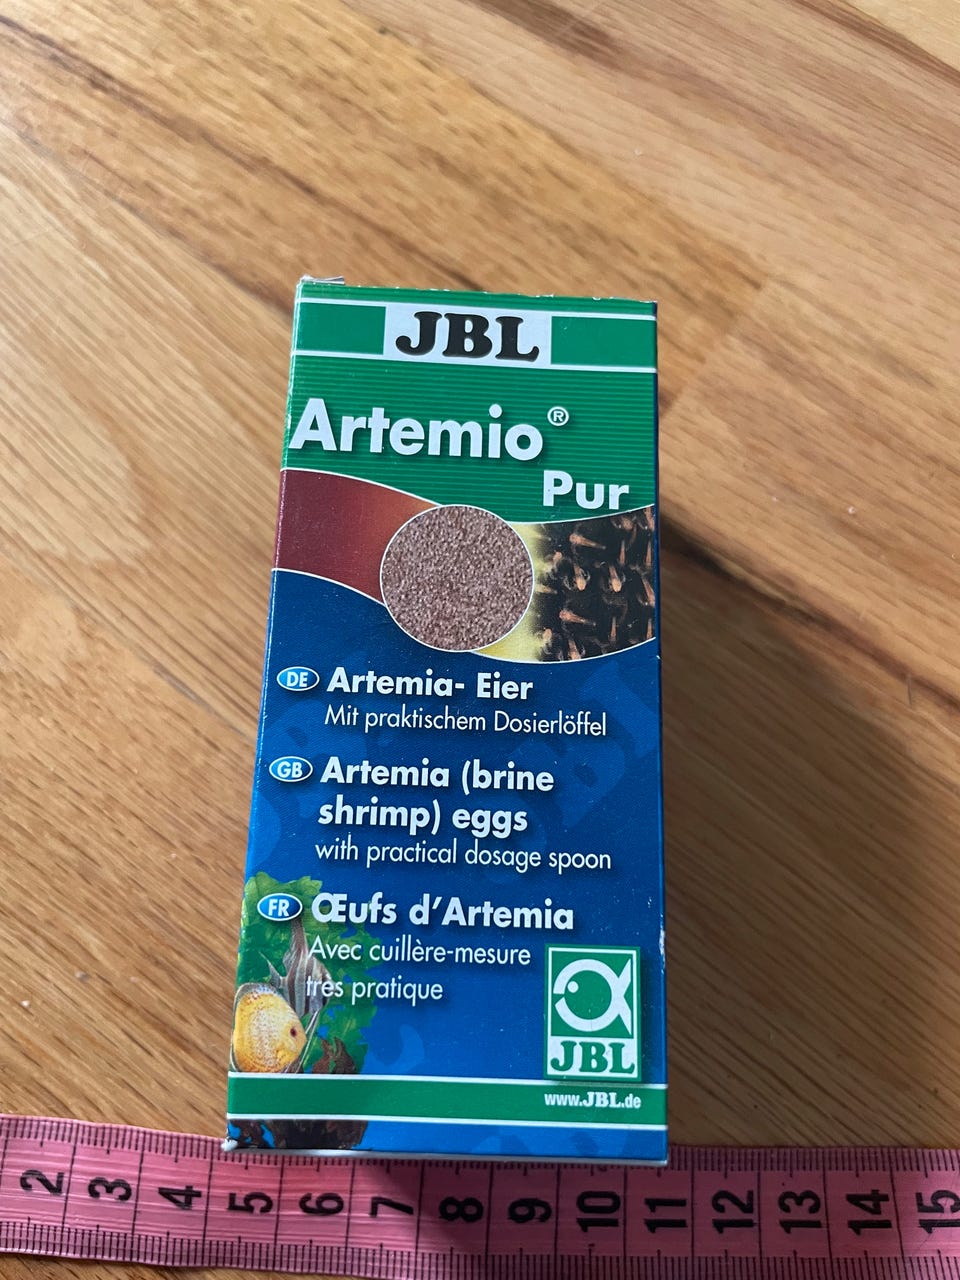 JBL
Artemio®
Pur
DE Artemia- Eier
Mit praktischem Dosierlöffel
GB Artemia (brine
shrimp) eggs
with practical dosage spoon
FR Œufs d'Artemia
Avec cuillère-mesure
très pratique
JBL
www.JBL.de
2 3 4 5 6 7 8 9 10 11 12 13 14 15